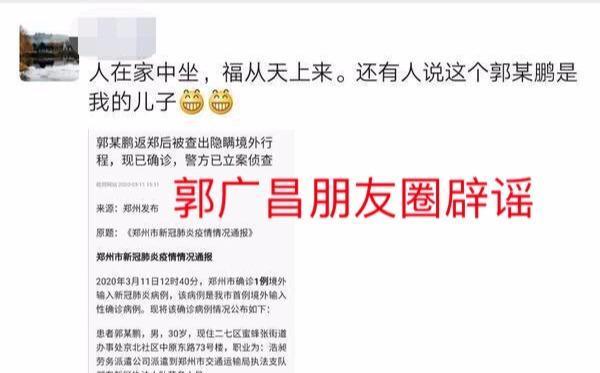 人在家中坐，福从天上来。还有人说这个郭某鹏是
我的儿子😁😁
郭某鹏返郑后被查出隐瞒境外行
程，现已确诊，警方已立案侦查
2020-03-11 15:11
郭广昌朋友圈辟谣
来源：郑州发布
原题：《郑州市新冠肺炎疫情情况通报》
郑州市新冠肺炎疫情情况通报
2020年3月11日12时40分，郑州市确诊1例境外
输入新冠肺炎病例，该病例是我市首例境外输入
性确诊病例。现将该确诊病例情况公布如下：
患者郭某鹏，男，30岁，现住二七区蜜蜂张街道
办事处京北社区中原东路73号楼，职业为：浩昶
劳务派遣公司派遣到郑州市交通运输局执法支队